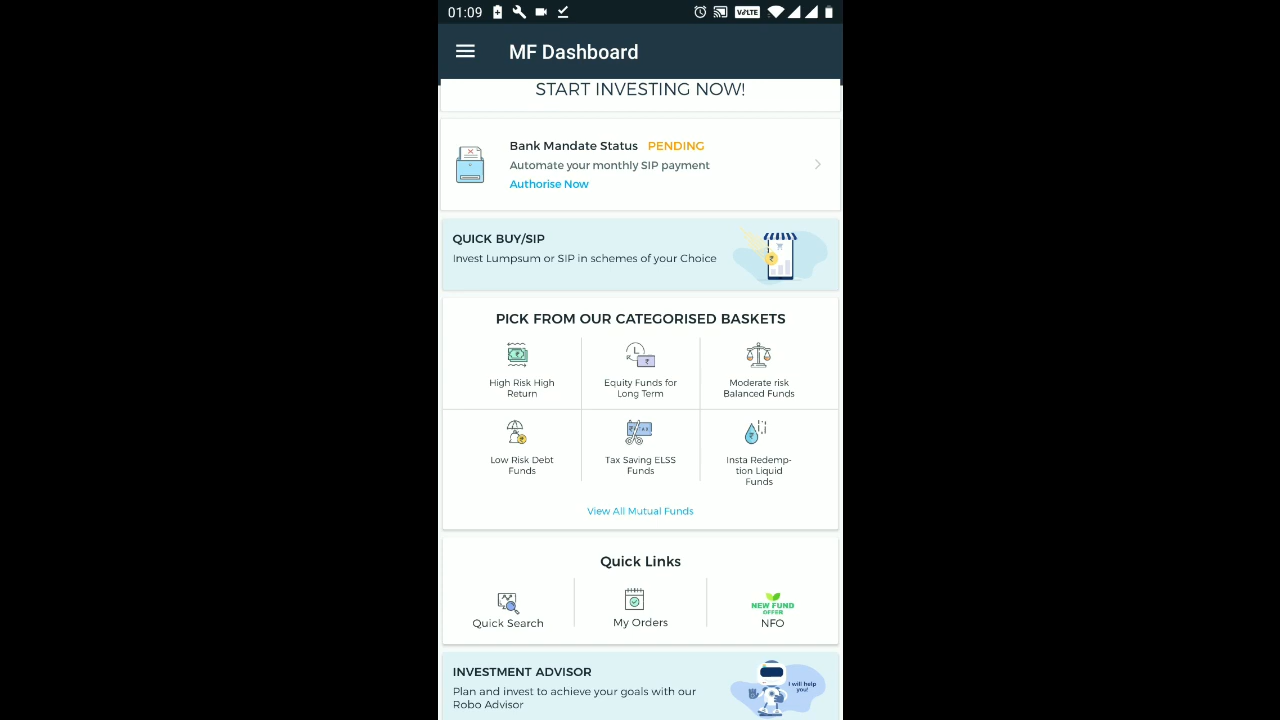 01:09
VoLTE
MF Dashboard
START INVESTING NOW!
Bank Mandate Status PENDING
Automate your monthly SIP payment
Authorise Now
QUICK BUY/SIP
Invest Lumpsum or SIP in schemes of your Choice
PICK FROM OUR CATEGORISED BASKETS
High Risk High
Return
Equity Funds for
Long Term
Moderate risk
Balanced Funds
Low Risk Debt
Funds
Tax Saving ELSS
Funds
Insta Redemp-
tion Liquid
Funds
View All Mutual Funds
Quick Links
Quick Search
My Orders
NEW FUND
OFFER
NFO
INVESTMENT ADVISOR
Plan and invest to achieve your goals with our
Robo Advisor
I will help
you!